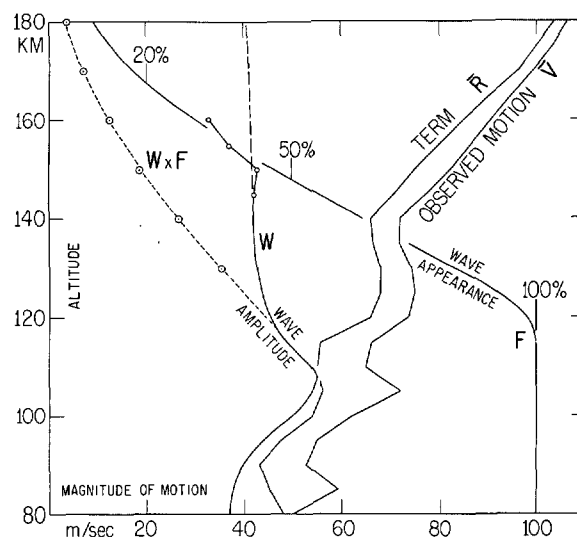 180
KM
160
140
120
100
80
ALTITUDE
20%
50%
100%
W x F
W
WAVE
AMPLITUDE
TERM R̄
OBSERVED MOTION V̄
WAVE
APPEARANCE
F
MAGNITUDE OF MOTION
m/sec 20 40 60 80 100